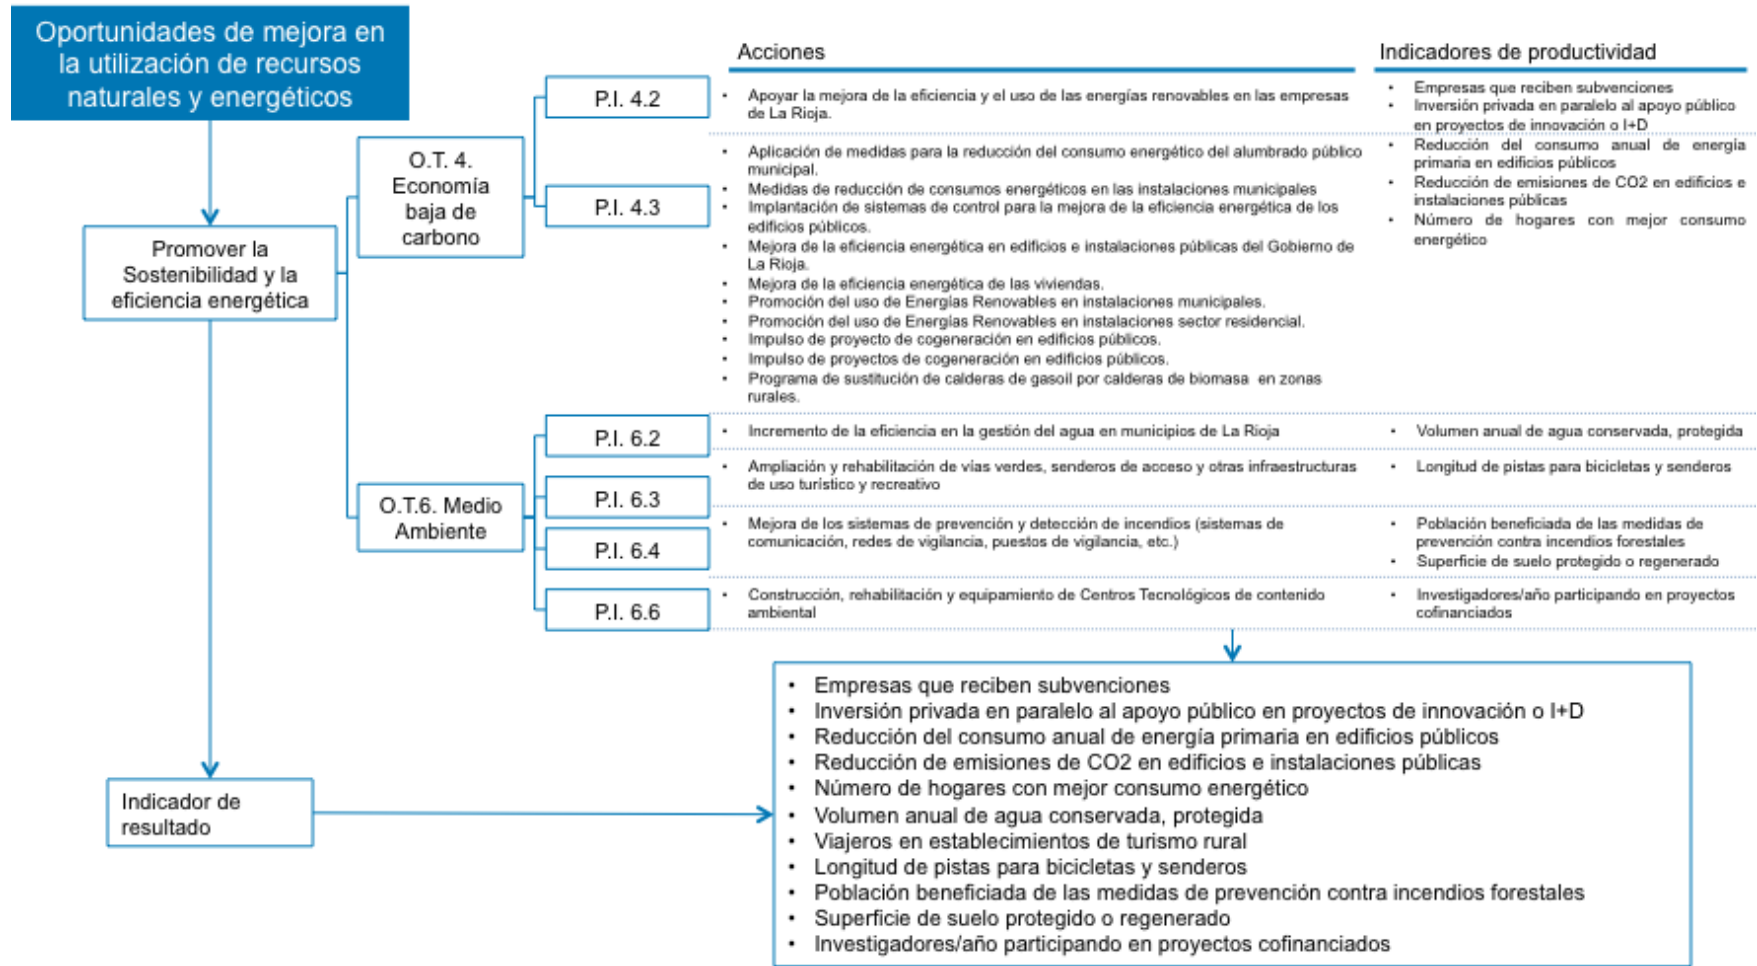 Oportunidades de mejora en
la utilización de recursos
naturales y energéticos
Promover la
Sostenibilidad y la
eficiencia energética
O.T. 4.
Economía
baja de
carbono
O.T.6. Medio
Ambiente
Acciones
Indicadores de productividad
P.I. 4.2
• Apoyar la mejora de la eficiencia y el uso de las energías renovables en las empresas
de La Rioja.
• Empresas que reciben subvenciones
• Inversión privada en paralelo al apoyo público
en proyectos de innovación o I+D
P.I. 4.3
• Aplicación de medidas para la reducción del consumo energético del alumbrado público
municipal.
• Medidas de reducción de consumos energéticos en las instalaciones municipales
• Implantación de sistemas de control para la mejora de la eficiencia energética de los
edificios públicos.
• Mejora de la eficiencia energética en edificios e instalaciones públicas del Gobierno de
La Rioja.
• Mejora de la eficiencia energética de las viviendas.
• Promoción del uso de Energías Renovables en instalaciones municipales.
• Promoción del uso de Energías Renovables en instalaciones sector residencial.
• Impulso de proyecto de cogeneración en edificios públicos.
• Impulso de proyectos de cogeneración en edificios públicos.
• Programa de sustitución de calderas de gasoil por calderas de biomasa en zonas
rurales.
• Reducción del consumo anual de energía
primaria en edificios públicos
• Reducción de emisiones de CO2 en edificios e
instalaciones públicas
• Número de hogares con mejor consumo
energético
P.I. 6.2
• Incremento de la eficiencia en la gestión del agua en municipios de La Rioja
• Volumen anual de agua conservada, protegida
P.I. 6.3
• Ampliación y rehabilitación de vías verdes, senderos de acceso y otras infraestructuras
de uso turístico y recreativo
• Longitud de pistas para bicicletas y senderos
P.I. 6.4
• Mejora de los sistemas de prevención y detección de incendios (sistemas de
comunicación, redes de vigilancia, puestos de vigilancia, etc.)
• Población beneficiada de las medidas de
prevención contra incendios forestales
• Superficie de suelo protegido o regenerado
P.I. 6.6
• Construcción, rehabilitación y equipamiento de Centros Tecnológicos de contenido
ambiental
• Investigadores/año participando en proyectos
cofinanciados
Indicador de
resultado
• Empresas que reciben subvenciones
• Inversión privada en paralelo al apoyo público en proyectos de innovación o I+D
• Reducción del consumo anual de energía primaria en edificios públicos
• Reducción de emisiones de CO2 en edificios e instalaciones públicas
• Número de hogares con mejor consumo energético
• Volumen anual de agua conservada, protegida
• Viajeros en establecimientos de turismo rural
• Longitud de pistas para bicicletas y senderos
• Población beneficiada de las medidas de prevención contra incendios forestales
• Superficie de suelo protegido o regenerado
• Investigadores/año participando en proyectos cofinanciados